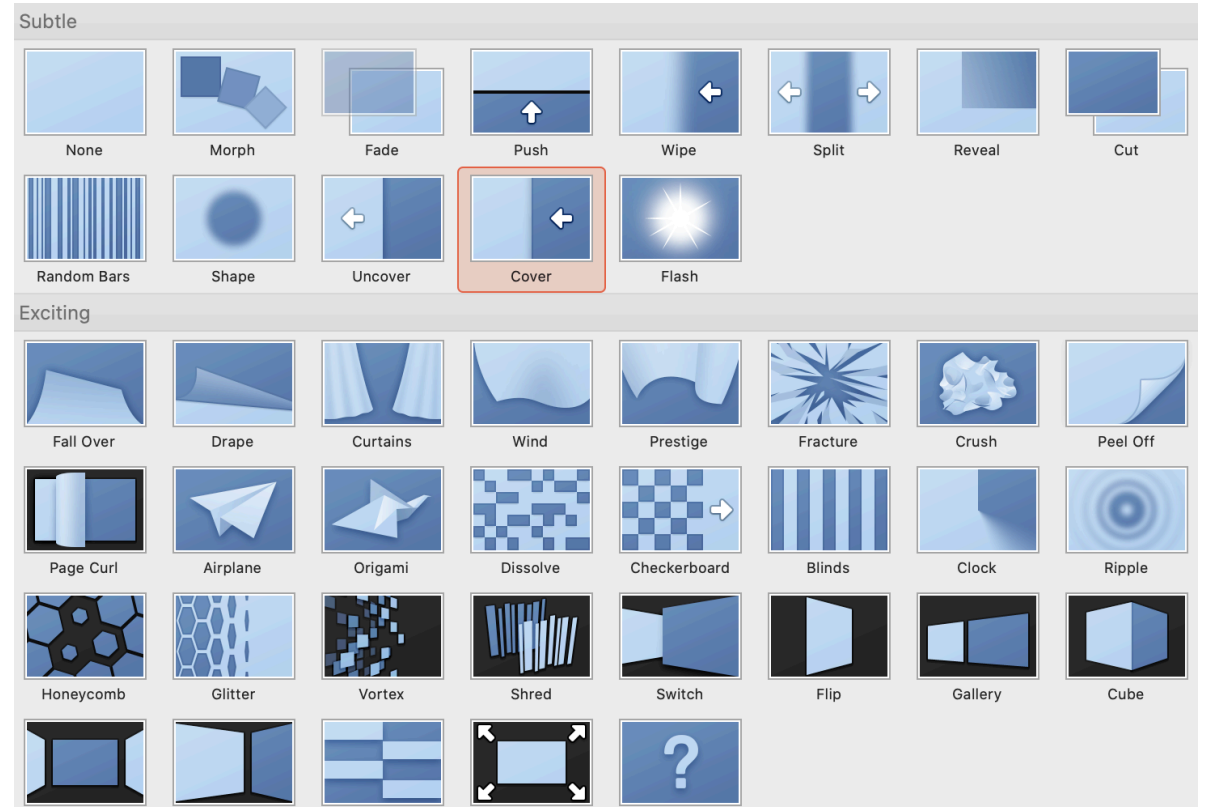 Subtle
None Morph Fade Push Wipe Split Reveal Cut
Random Bars Shape Uncover Cover Flash
Exciting
Fall Over Drape Curtains Wind Prestige Fracture Crush Peel Off
Page Curl Airplane Origami Dissolve Checkerboard Blinds Clock Ripple
Honeycomb Glitter Vortex Shred Switch Flip Gallery Cube
?